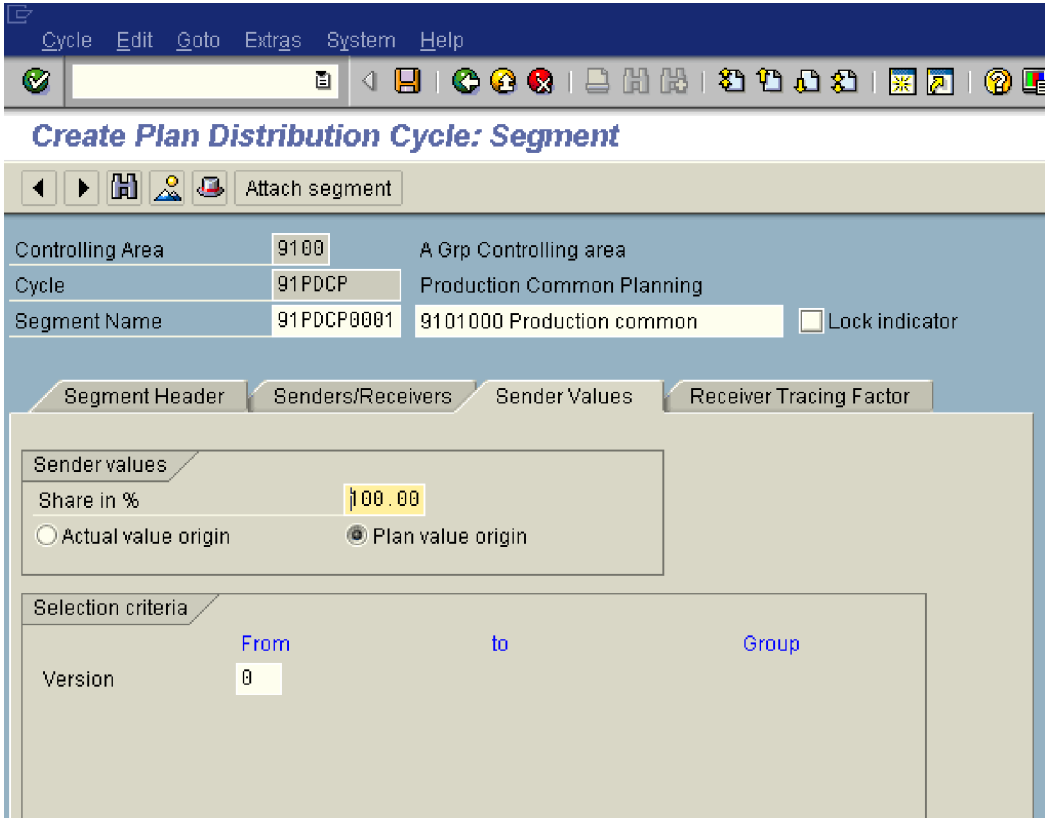 Cycle Edit Goto Extras System Help
Create Plan Distribution Cycle: Segment
Attach segment
Controlling Area 9100 A Grp Controlling area
Cycle 91PDCP Production Common Planning
Segment Name 91PDCP0001 9101000 Production common Lock indicator
Segment Header Senders/Receivers Sender Values Receiver Tracing Factor
Sender values
Share in % 100.00
Actual value origin Plan value origin
Selection criteria
From to Group
Version 0